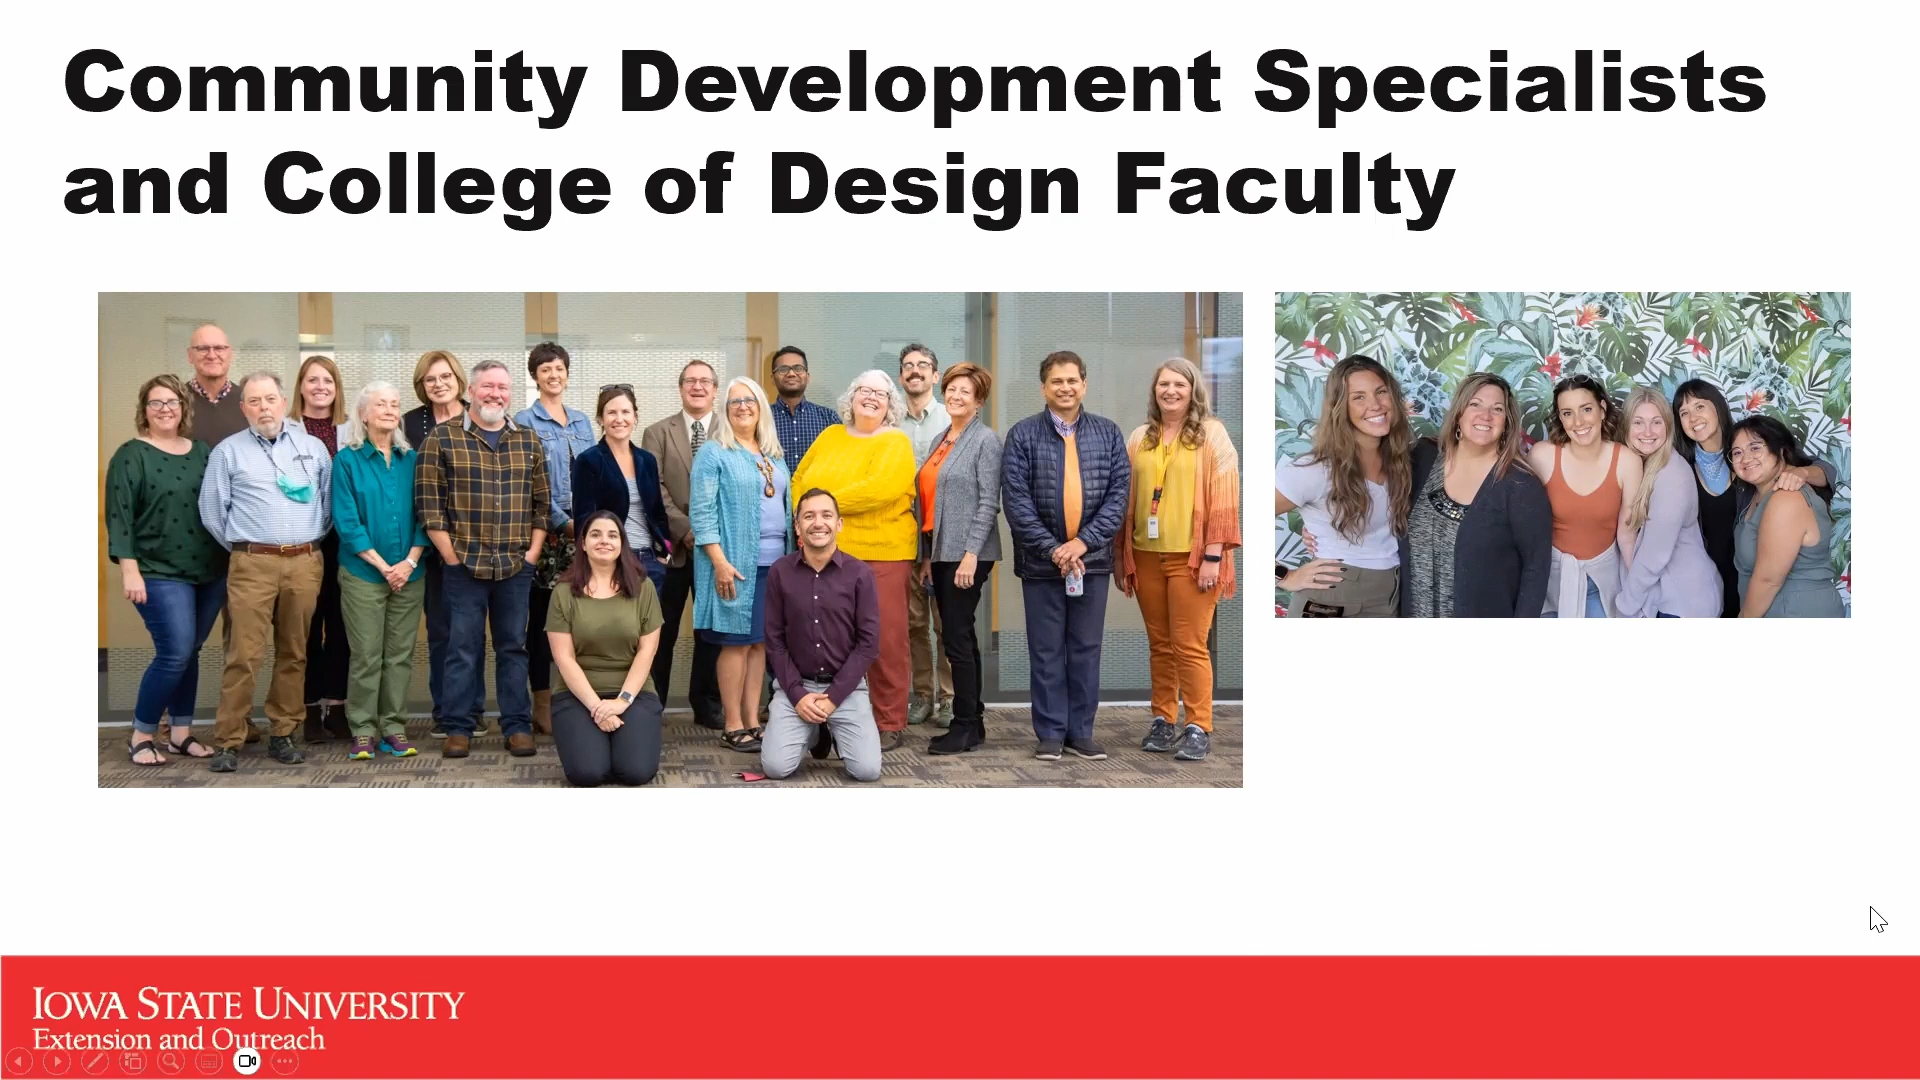 Community Development Specialists
and College of Design Faculty
IOWA STATE UNIVERSITY
Extension and Outreach